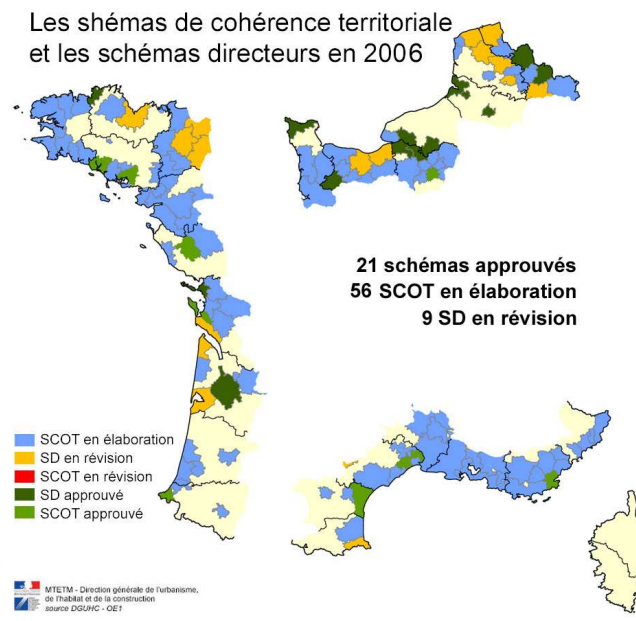 Les shémas de cohérence territoriale
et les schémas directeurs en 2006
21 schémas approuvés
56 SCOT en élaboration
9 SD en révision
SCOT en élaboration
SD en révision
SCOT en révision
SD approuvé
SCOT approuvé
MTETM - Direction générale de l'urbanisme,
de l'habitat et de la construction
source DGUHC - OE1